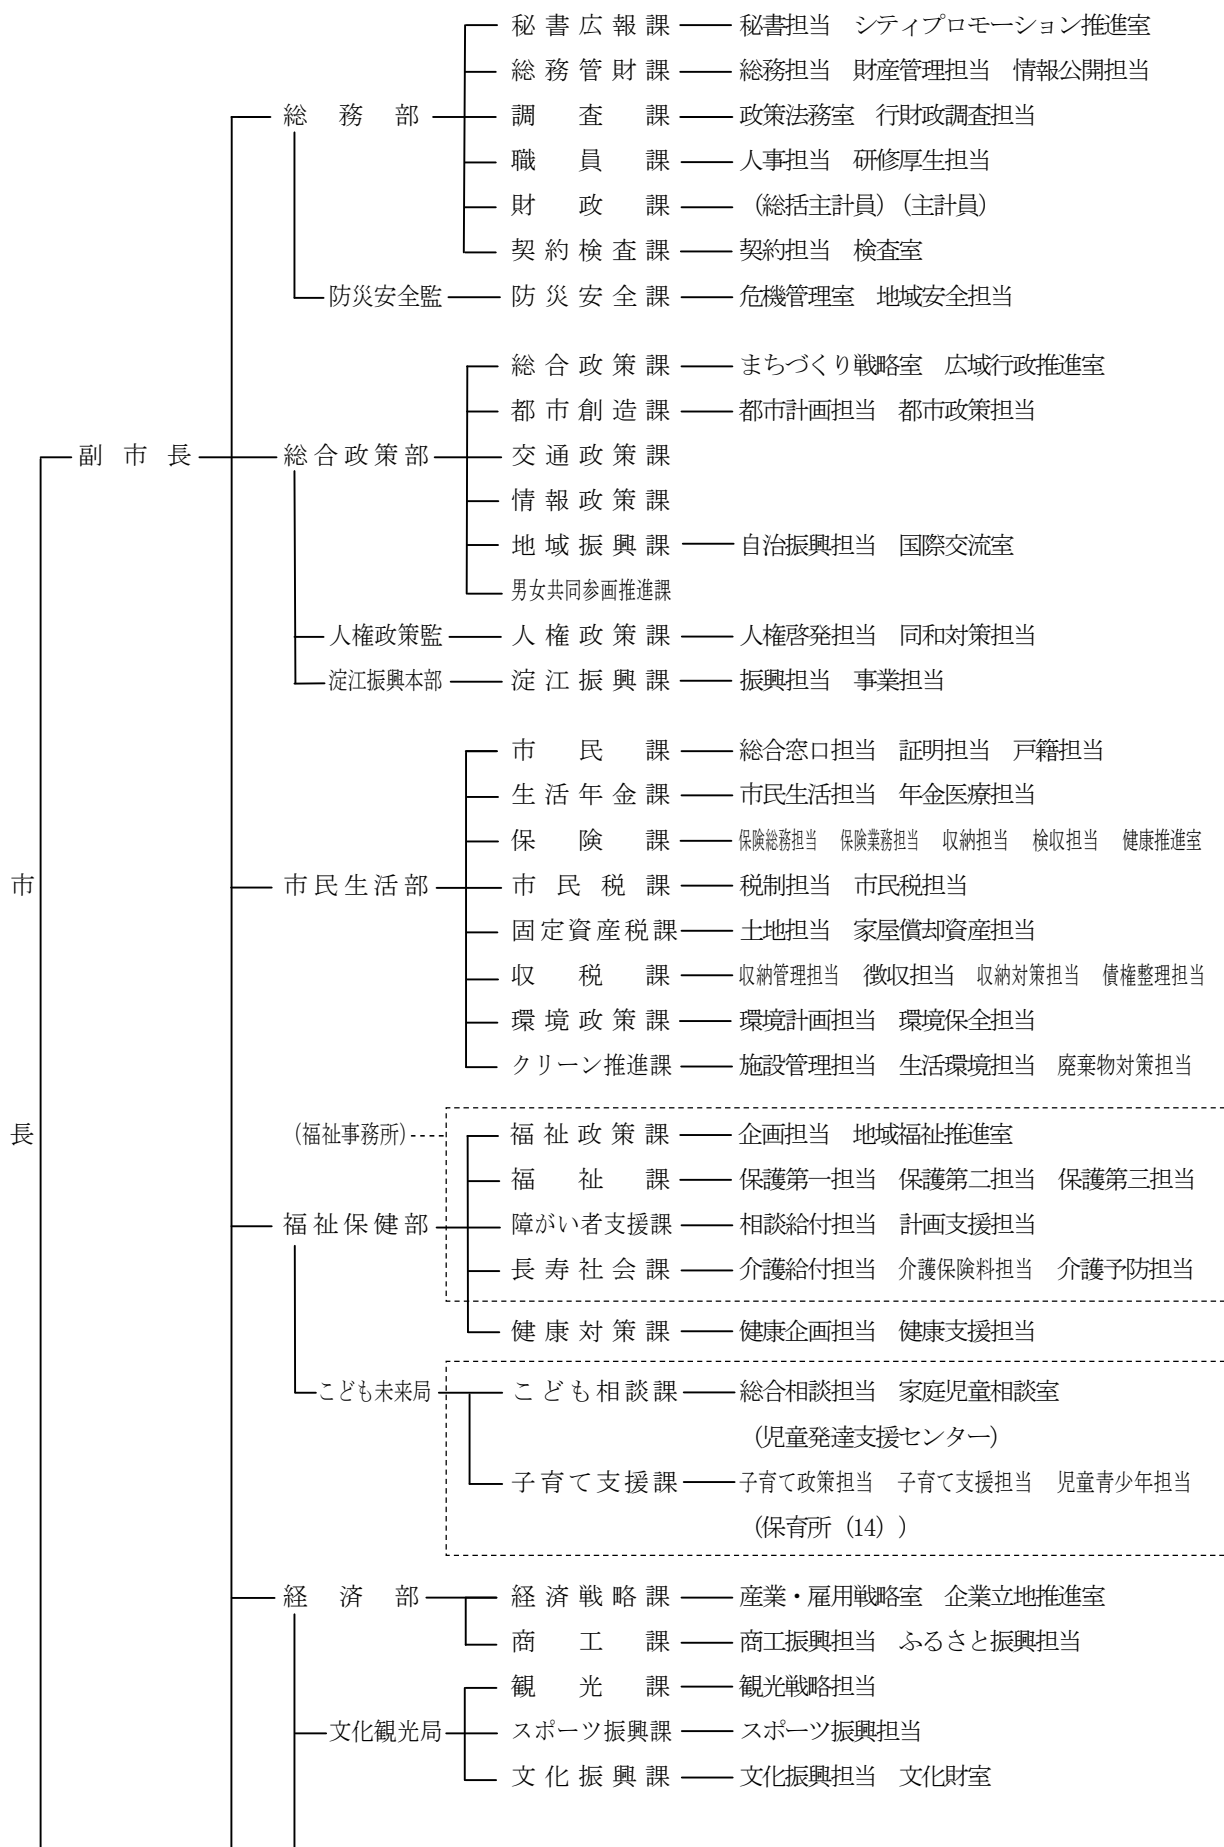 秘書広報課 秘書担当 シティプロモーション推進室
総務管財課 総務担当 財産管理担当 情報公開担当
総務部 調査課 政策法務室 行財政調査担当
職員課 人事担当 研修厚生担当
財政課 （総括主計員）（主計員）
契約検査課 契約担当 検査室
防災安全監 防災安全課 危機管理室 地域安全担当
総合政策課 まちづくり戦略室 広域行政推進室
都市創造課 都市計画担当 都市政策担当
副市長 総合政策部 交通政策課
情報政策課
地域振興課 自治振興担当 国際交流室
男女共同参画推進課
人権政策監 人権政策課 人権啓発担当 同和対策担当
淀江振興本部 淀江振興課 振興担当 事業担当
市民課 総合窓口担当 証明担当 戸籍担当
生活年金課 市民生活担当 年金医療担当
保険課 保険総務担当 保険業務担当 収納担当 検収担当 健康推進室
市長 市民生活部 市民税課 税制担当 市民税担当
固定資産税課 土地担当 家屋償却資産担当
収税課 収納管理担当 徴収担当 収納対策担当 債権整理担当
環境政策課 環境計画担当 環境保全担当
クリーン推進課 施設管理担当 生活環境担当 廃棄物対策担当
（福祉事務所） 福祉政策課 企画担当 地域福祉推進室
福祉課 保護第一担当 保護第二担当 保護第三担当
福祉保健部 障がい者支援課 相談給付担当 計画支援担当
長寿社会課 介護給付担当 介護保険料担当 介護予防担当
健康対策課 健康企画担当 健康支援担当
こども未来局 こども相談課 総合相談担当 家庭児童相談室
（児童発達支援センター）
子育て支援課 子育て政策担当 子育て支援担当 児童青少年担当
（保育所（14））
経済部 経済戦略課 産業・雇用戦略室 企業立地推進室
商工課 商工振興担当 ふるさと振興担当
観光課 観光戦略担当
文化観光局 スポーツ振興課 スポーツ振興担当
文化振興課 文化振興担当 文化財室